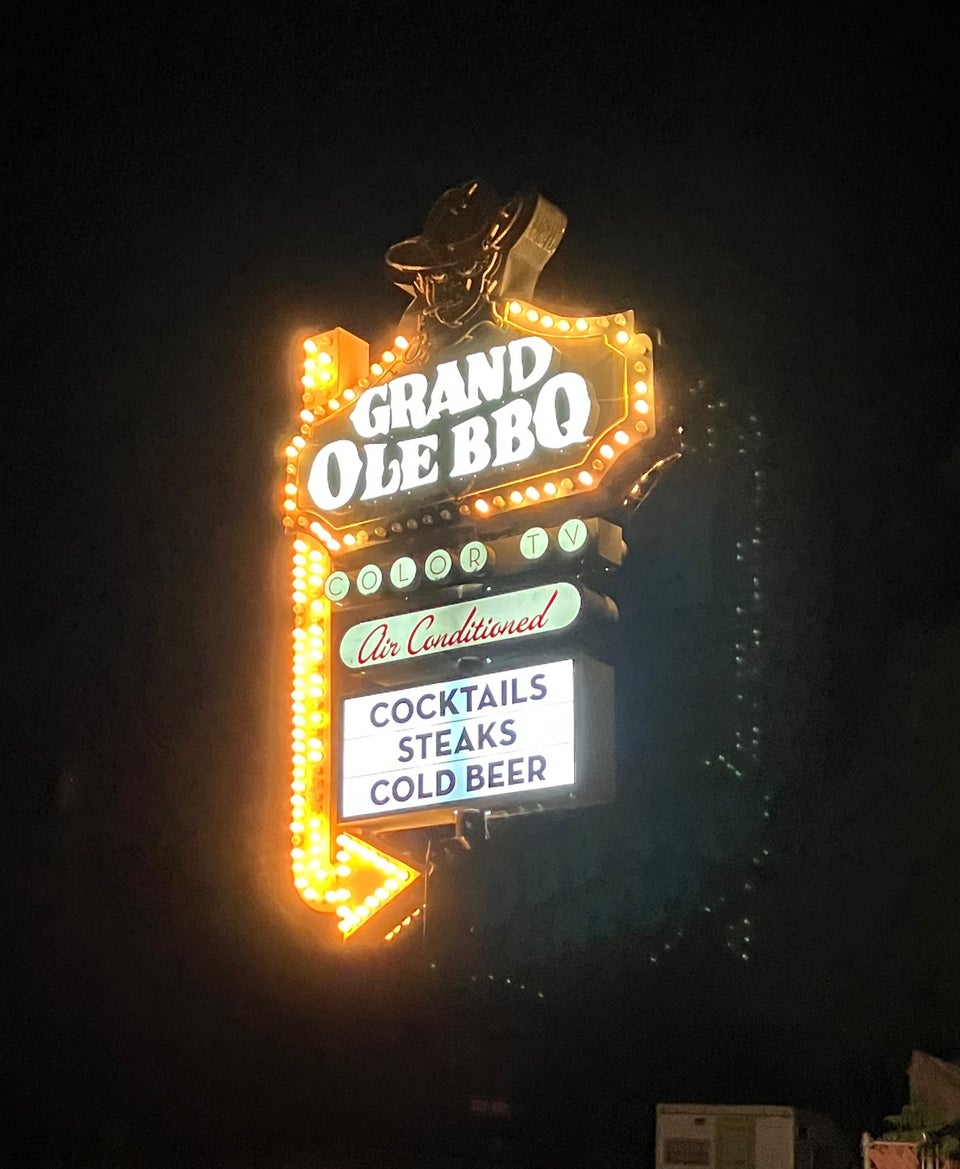 GRAND
OLE BBQ
COLOR TV
Air Conditioned
COCKTAILS
STEAKS
COLD BEER